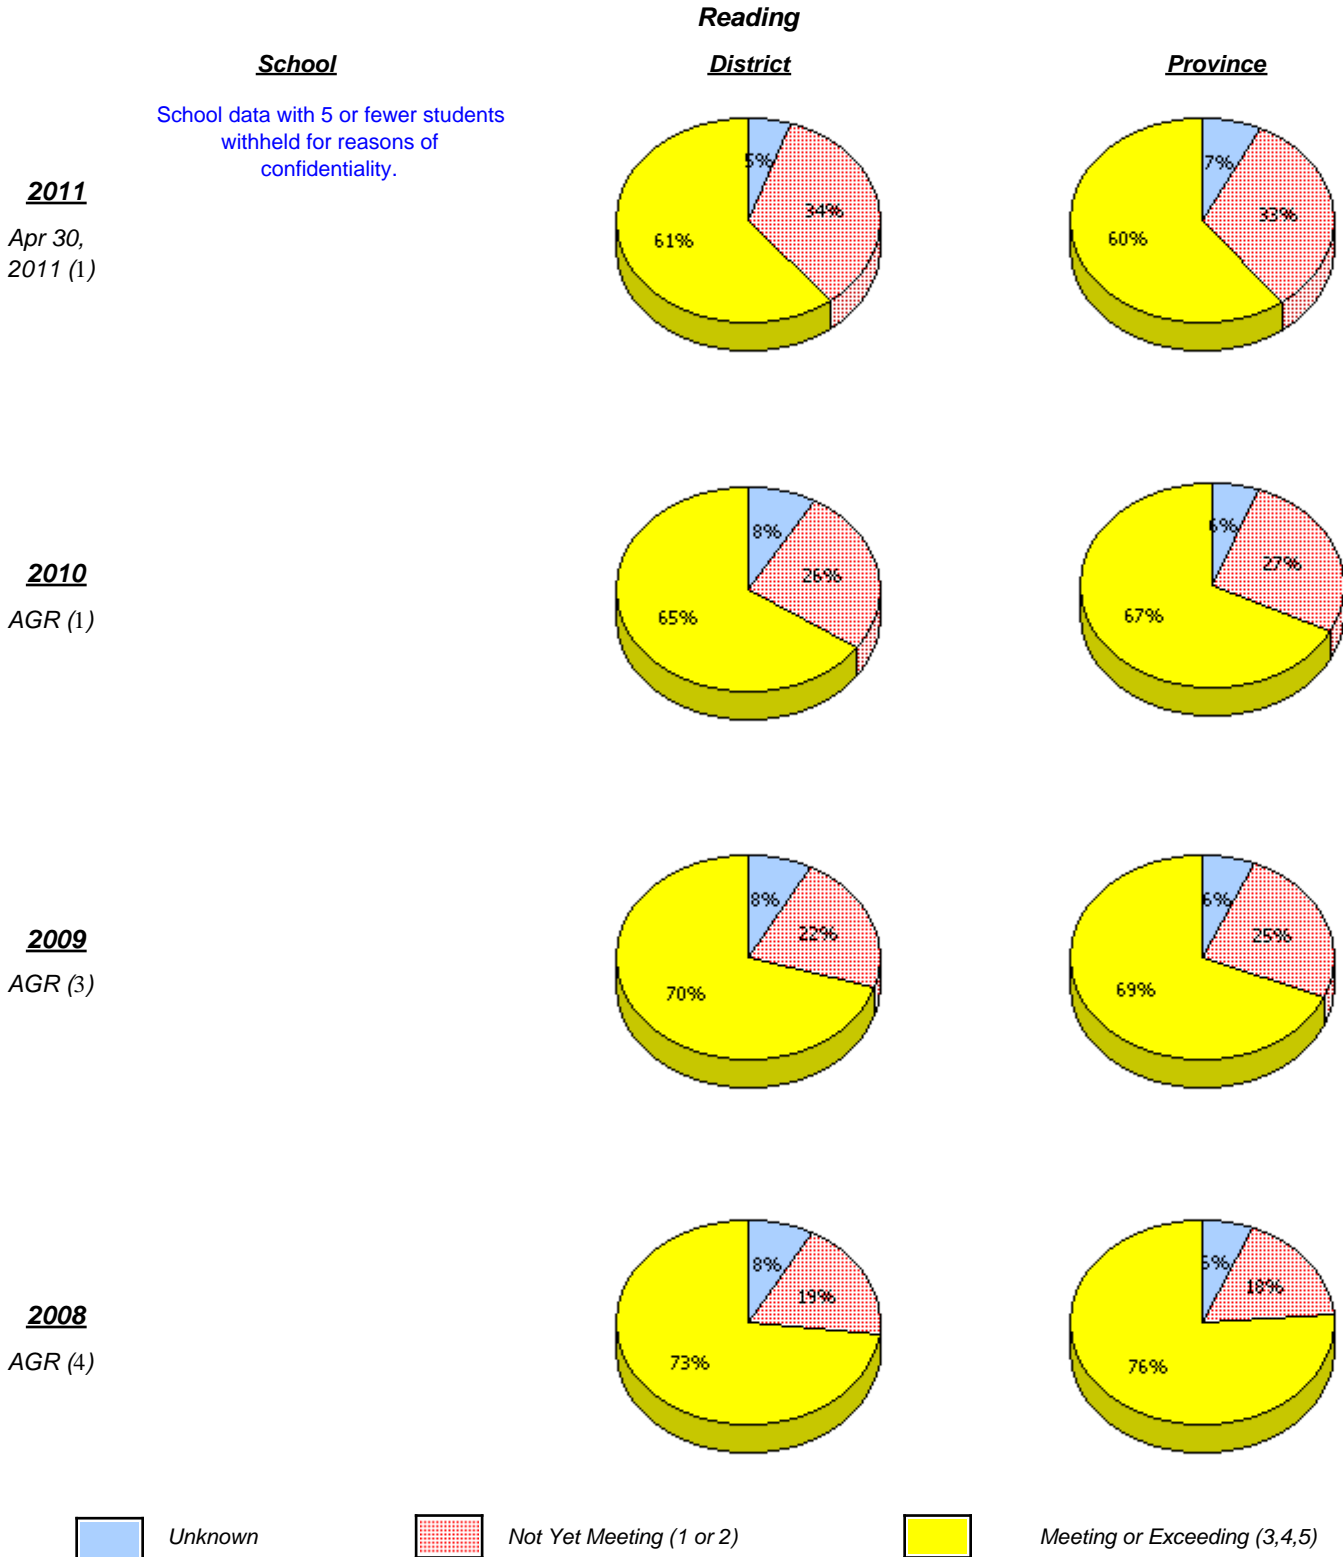 Reading
School
District
Province
School data with 5 or fewer students
withheld for reasons of
confidentiality.
2011
Apr 30,
2011 (1)
5%
34%
61%
7%
33%
60%
2010
AGR (1)
8%
26%
65%
6%
27%
67%
2009
AGR (3)
8%
22%
70%
6%
25%
69%
2008
AGR (4)
8%
19%
73%
18%
76%
Unknown
Not Yet Meeting (1 or 2)
Meeting or Exceeding (3,4,5)